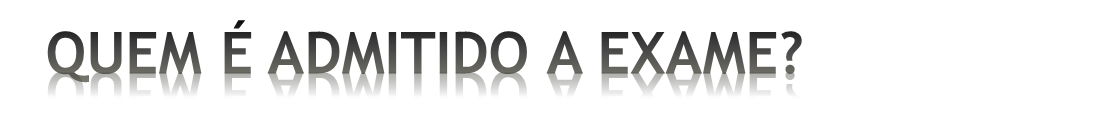 QUEM É ADMITIDO A EXAME?